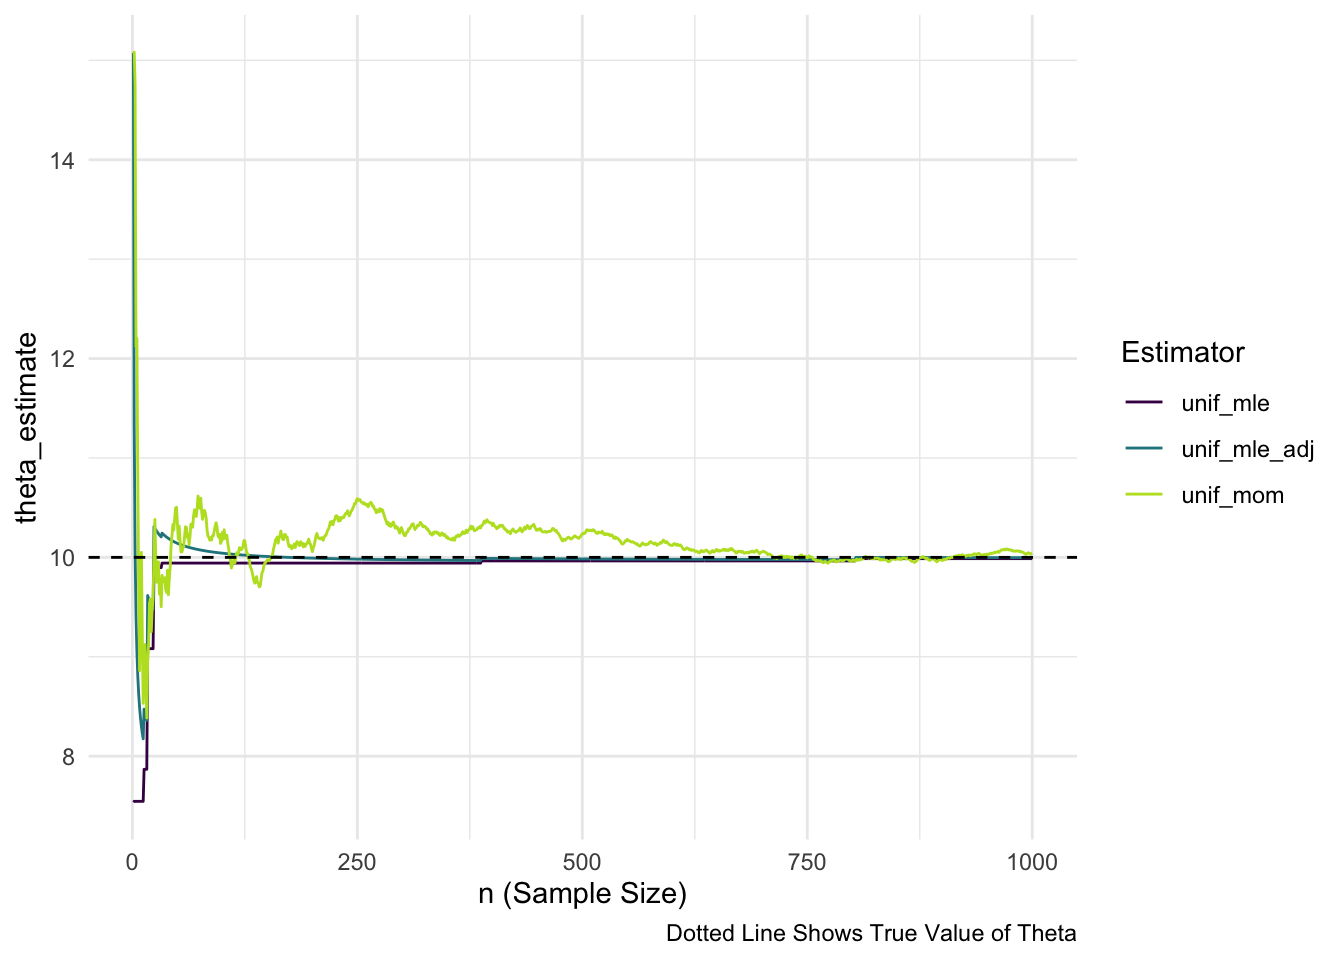 theta_estimate
14
12
10
8
0
250
500
750
1000
n (Sample Size)
Dotted Line Shows True Value of Theta
Estimator
unif_mle
unif_mle_adj
unif_mom